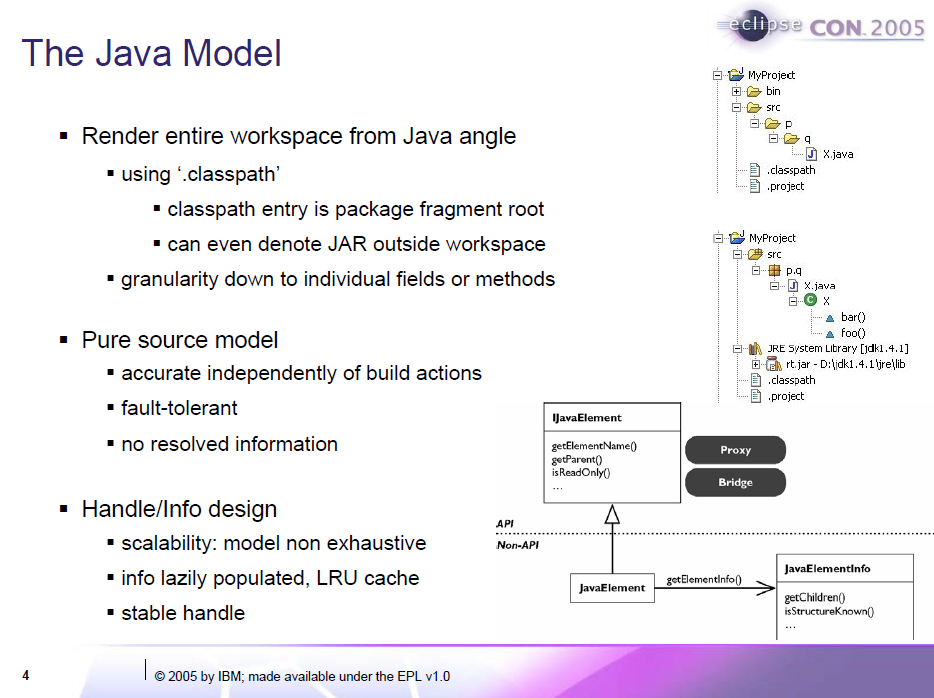 eclipse CON. 2005
The Java Model
▪ Render entire workspace from Java angle
▪ using ‘.classpath’
▪ classpath entry is package fragment root
▪ can even denote JAR outside workspace
▪ granularity down to individual fields or methods
▪ Pure source model
▪ accurate independently of build actions
▪ fault-tolerant
▪ no resolved information
▪ Handle/Info design
▪ scalability: model non exhaustive
▪ info lazily populated, LRU cache
▪ stable handle
MyProject
bin
src
p
q
X.java
.classpath
.project
MyProject
src
p.q
X.java
X
bar()
foo()
JRE System Library [jdk1.4.1]
rt.jar - D:\jdk1.4.1\jre\lib
.classpath
.project
IJavaElement
getElementName()
getParent()
isReadOnly()
...
Proxy
Bridge
API
Non-API
JavaElement
getElementInfo()
JavaElementInfo
getChildren()
isStructureKnown()
...
4
© 2005 by IBM; made available under the EPL v1.0